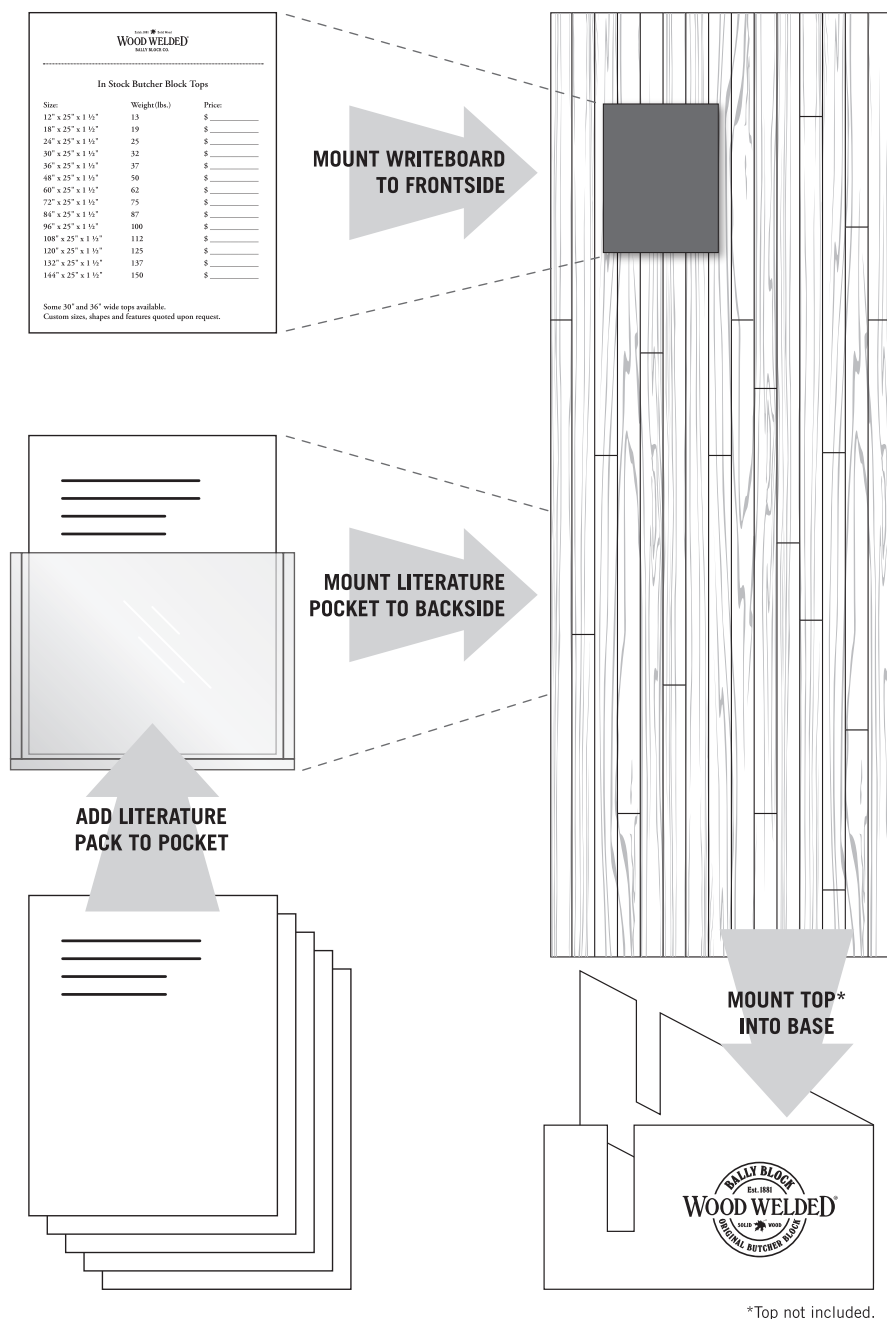 Estd. 1881 Solid Wood
WOOD WELDED®
BALLY BLOCK CO.
In Stock Butcher Block Tops
Size: Weight (lbs.) Price:
12" x 25" x 1 ½" 13 $
18" x 25" x 1 ½" 19 $
24" x 25" x 1 ½" 25 $
30" x 25" x 1 ½" 32 $
36" x 25" x 1 ½" 37 $
48" x 25" x 1 ½" 50 $
60" x 25" x 1 ½" 62 $
72" x 25" x 1 ½" 75 $
84" x 25" x 1 ½" 87 $
96" x 25" x 1 ½" 100 $
108" x 25" x 1 ½" 112 $
120" x 25" x 1 ½" 125 $
132" x 25" x 1 ½" 137 $
144" x 25" x 1 ½" 150 $
Some 30" and 36" wide tops available.
Custom sizes, shapes and features quoted upon request.
MOUNT WRITEBOARD
TO FRONTSIDE
MOUNT LITERATURE
POCKET TO BACKSIDE
ADD LITERATURE
PACK TO POCKET
MOUNT TOP*
INTO BASE
BALLY BLOCK
Est. 1881
WOOD WELDED®
SOLID WOOD
ORIGINAL BUTCHER BLOCK
*Top not included.